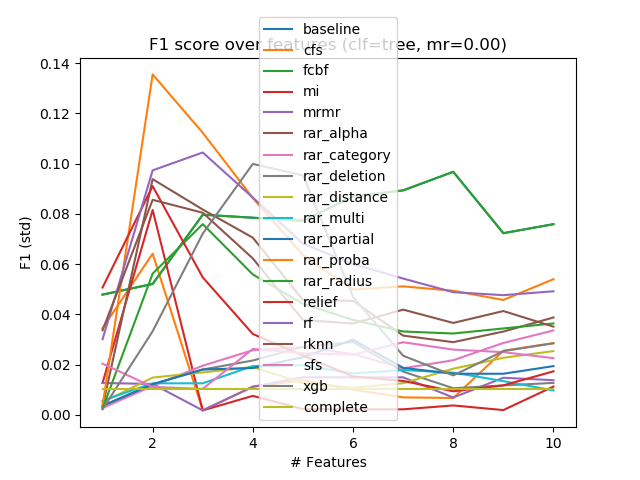 F1 score over features (clf=tree, mr=0.00)
F1 (std)
0.14
0.12
0.10
0.08
0.06
0.04
0.02
0.00
2
4
6
8
10
# Features
baseline
cfs
fcbf
mi
mrmr
rar_alpha
rar_category
rar_deletion
rar_distance
rar_multi
rar_partial
rar_proba
rar_radius
relief
rf
rknn
sfs
xgb
complete